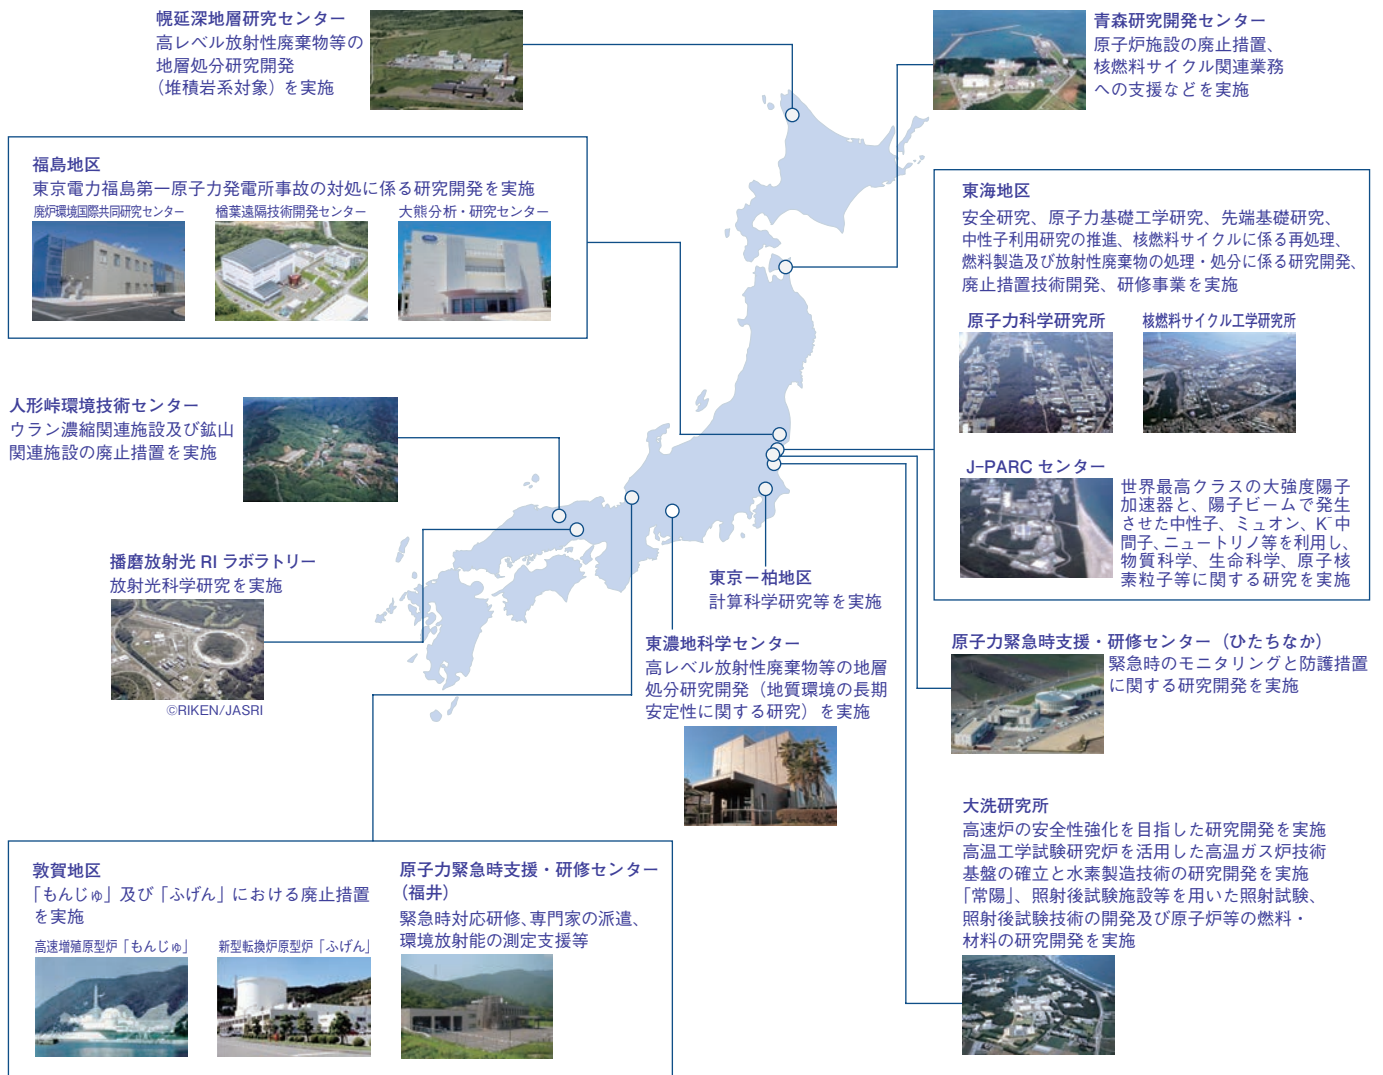 幌延深地層研究センター
高レベル放射性廃棄物等の
地層処分研究開発
（堆積岩系対象）を実施
青森研究開発センター
原子炉施設の廃止措置、
核燃料サイクル関連業務
への支援などを実施
福島地区
東京電力福島第一原子力発電所事故の対処に係る研究開発を実施
廃炉環境国際共同研究センター
楢葉遠隔技術開発センター
大熊分析・研究センター
東海地区
安全研究、原子力基礎工学研究、先端基礎研究、
中性子利用研究の推進、核燃料サイクルに係る再処理、
燃料製造及び放射性廃棄物の処理・処分に係る研究開発、
廃止措置技術開発、研修事業を実施
原子力科学研究所
核燃料サイクル工学研究所
J-PARC センター
世界最高クラスの大強度陽子
加速器と、陽子ビームで発生
させた中性子、ミュオン、K⁻中
間子、ニュートリノ等を利用し、
物質科学、生命科学、原子核
素粒子等に関する研究を実施
人形峠環境技術センター
ウラン濃縮関連施設及び鉱山
関連施設の廃止措置を実施
播磨放射光 RI ラボラトリー
放射光科学研究を実施
©RIKEN/JASRI
東京－柏地区
計算科学研究等を実施
東濃地科学センター
高レベル放射性廃棄物等の地層
処分研究開発（地質環境の長期
安定性に関する研究）を実施
原子力緊急時支援・研修センター（ひたちなか）
緊急時のモニタリングと防護措置
に関する研究開発を実施
大洗研究所
高速炉の安全性強化を目指した研究開発を実施
高温工学試験研究炉を活用した高温ガス炉技術
基盤の確立と水素製造技術の研究開発を実施
「常陽」、照射後試験施設等を用いた照射試験、
照射後試験技術の開発及び原子炉等の燃料・
材料の研究開発を実施
敦賀地区
「もんじゅ」及び「ふげん」における廃止措置
を実施
高速増殖原型炉「もんじゅ」
新型転換炉原型炉「ふげん」
原子力緊急時支援・研修センター
（福井）
緊急時対応研修、専門家の派遣、
環境放射能の測定支援等